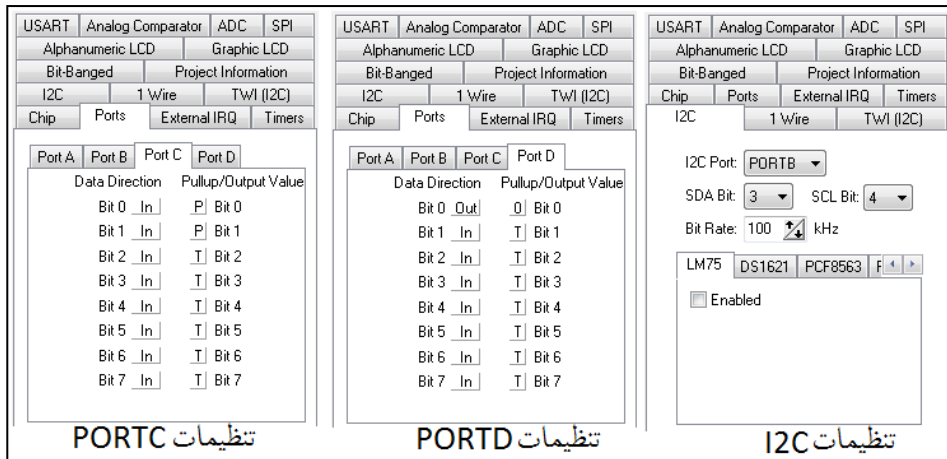 USART Analog Comparator ADC SPI
Alphanumeric LCD Graphic LCD
Bit-Banged Project Information
I2C 1 Wire TWI (I2C)
Chip Ports External IRQ Timers
Port A Port B Port C Port D
Data Direction Pullup/Output Value
Bit 0 In P Bit 0
Bit 1 In P Bit 1
Bit 2 In T Bit 2
Bit 3 In T Bit 3
Bit 4 In T Bit 4
Bit 5 In T Bit 5
Bit 6 In T Bit 6
Bit 7 In T Bit 7
تنظیمات PORTC
USART Analog Comparator ADC SPI
Alphanumeric LCD Graphic LCD
Bit-Banged Project Information
I2C 1 Wire TWI (I2C)
Chip Ports External IRQ Timers
Port A Port B Port C Port D
Data Direction Pullup/Output Value
Bit 0 Out 0 Bit 0
Bit 1 In T Bit 1
Bit 2 In T Bit 2
Bit 3 In T Bit 3
Bit 4 In T Bit 4
Bit 5 In T Bit 5
Bit 6 In T Bit 6
Bit 7 In T Bit 7
تنظیمات PORTD
USART Analog Comparator ADC SPI
Alphanumeric LCD Graphic LCD
Bit-Banged Project Information
Chip Ports External IRQ Timers
I2C 1 Wire TWI (I2C)
I2C Port: PORTB
SDA Bit: 3 SCL Bit: 4
Bit Rate: 100 kHz
LM75 DS1621 PCF8563
Enabled
تنظیمات I2C